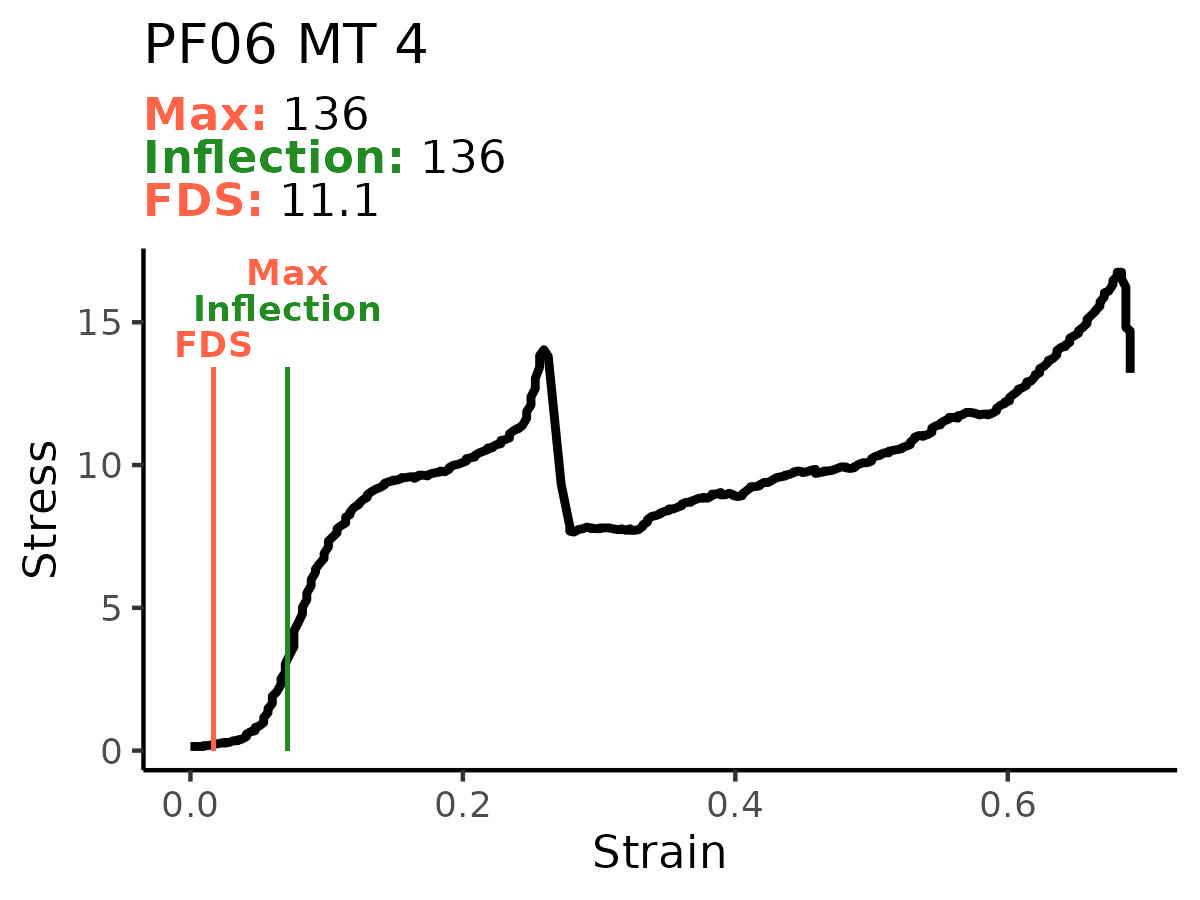 PF06 MT 4
Max: 136
Inflection: 136
FDS: 11.1
Max
Inflection
FDS
15
10
5
0
Stress
0.0 0.2 0.4 0.6
Strain